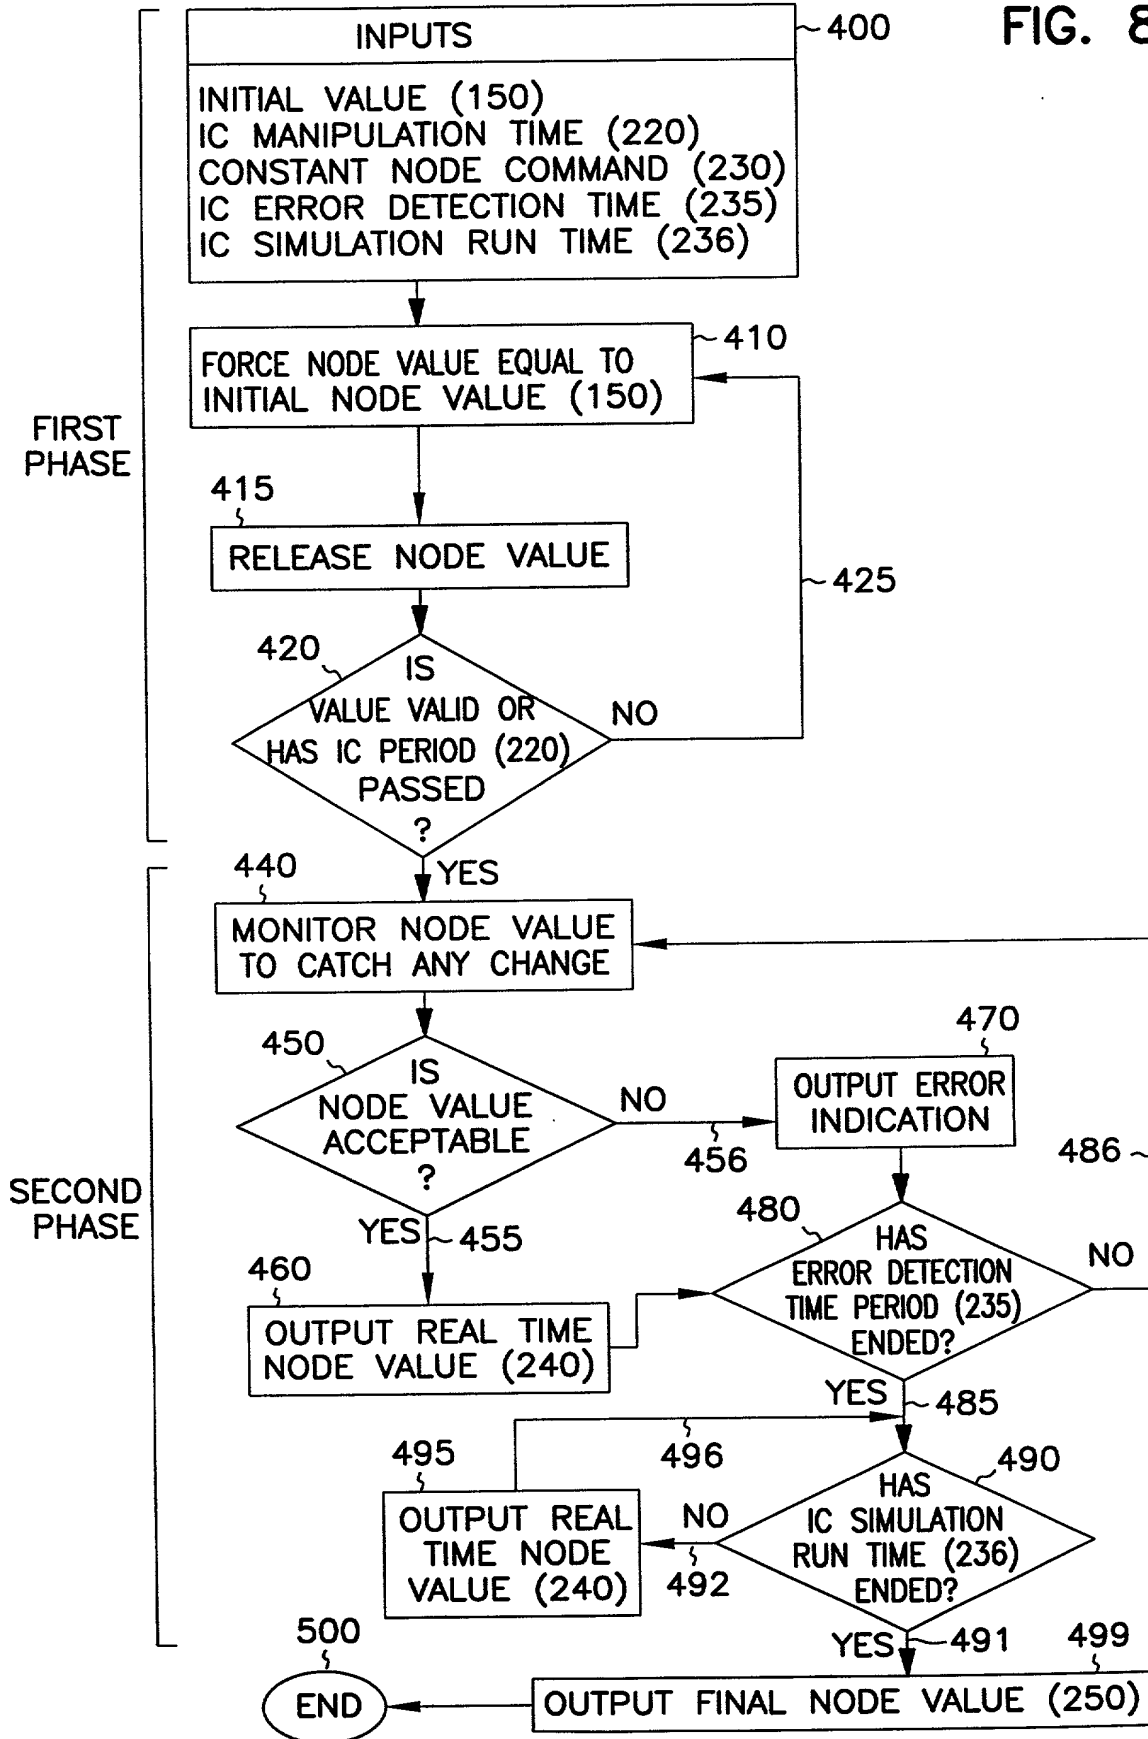 FIG. 8
INPUTS
400
INITIAL VALUE (150)
IC MANIPULATION TIME (220)
CONSTANT NODE COMMAND (230)
IC ERROR DETECTION TIME (235)
IC SIMULATION RUN TIME (236)
FIRST
PHASE
410
FORCE NODE VALUE EQUAL TO
INITIAL NODE VALUE (150)
415
RELEASE NODE VALUE
425
420
IS
VALUE VALID OR
HAS IC PERIOD (220)
PASSED
?
NO
YES
SECOND
PHASE
440
MONITOR NODE VALUE
TO CATCH ANY CHANGE
450
IS
NODE VALUE
ACCEPTABLE
?
NO
456
470
OUTPUT ERROR
INDICATION
486
YES
455
460
OUTPUT REAL TIME
NODE VALUE (240)
480
HAS
ERROR DETECTION
TIME PERIOD (235)
ENDED?
NO
YES
485
496
495
OUTPUT REAL
TIME NODE
VALUE (240)
NO
492
490
HAS
IC SIMULATION
RUN TIME (236)
ENDED?
YES
491
499
OUTPUT FINAL NODE VALUE (250)
500
END